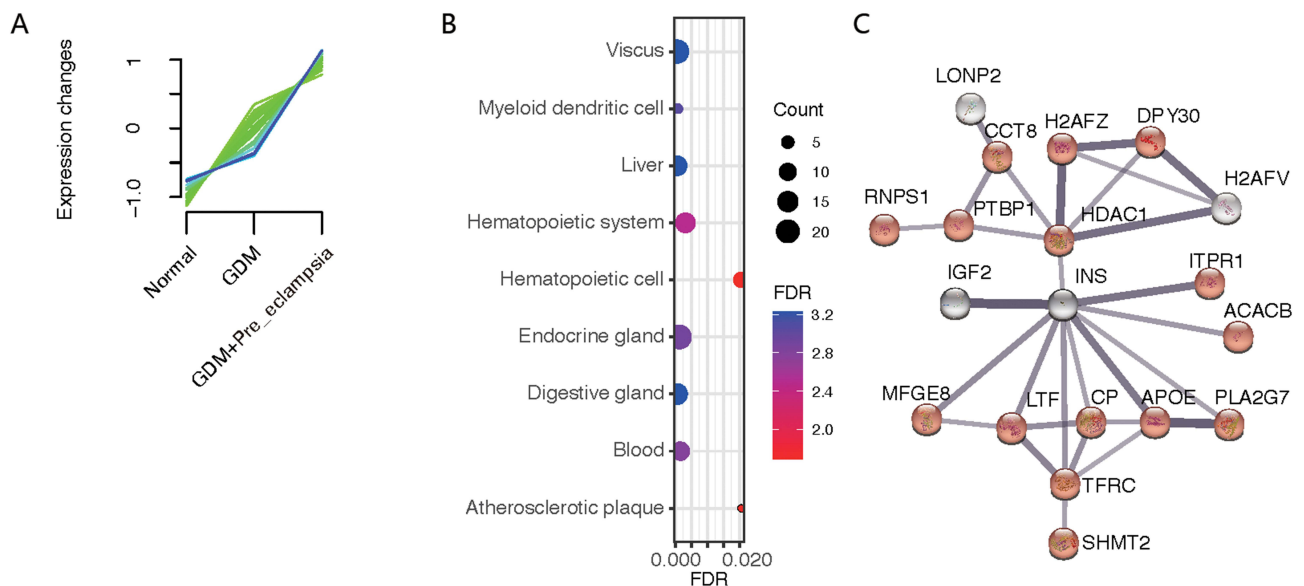 A
Expression changes
1
0
−1.0
Normal
GDM
GDM+Pre_eclampsia
B
Viscus
Myeloid dendritic cell
Liver
Hematopoietic system
Hematopoietic cell
Endocrine gland
Digestive gland
Blood
Atherosclerotic plaque
0.000
0.020
FDR
Count
5
10
15
20
FDR
3.2
2.8
2.4
2.0
C
LONP2
CCT8
H2AFZ
DPY30
H2AFV
RNPS1
PTBP1
HDAC1
IGF2
INS
ITPR1
ACACB
MFGE8
LTF
CP
APOE
PLA2G7
TFRC
SHMT2